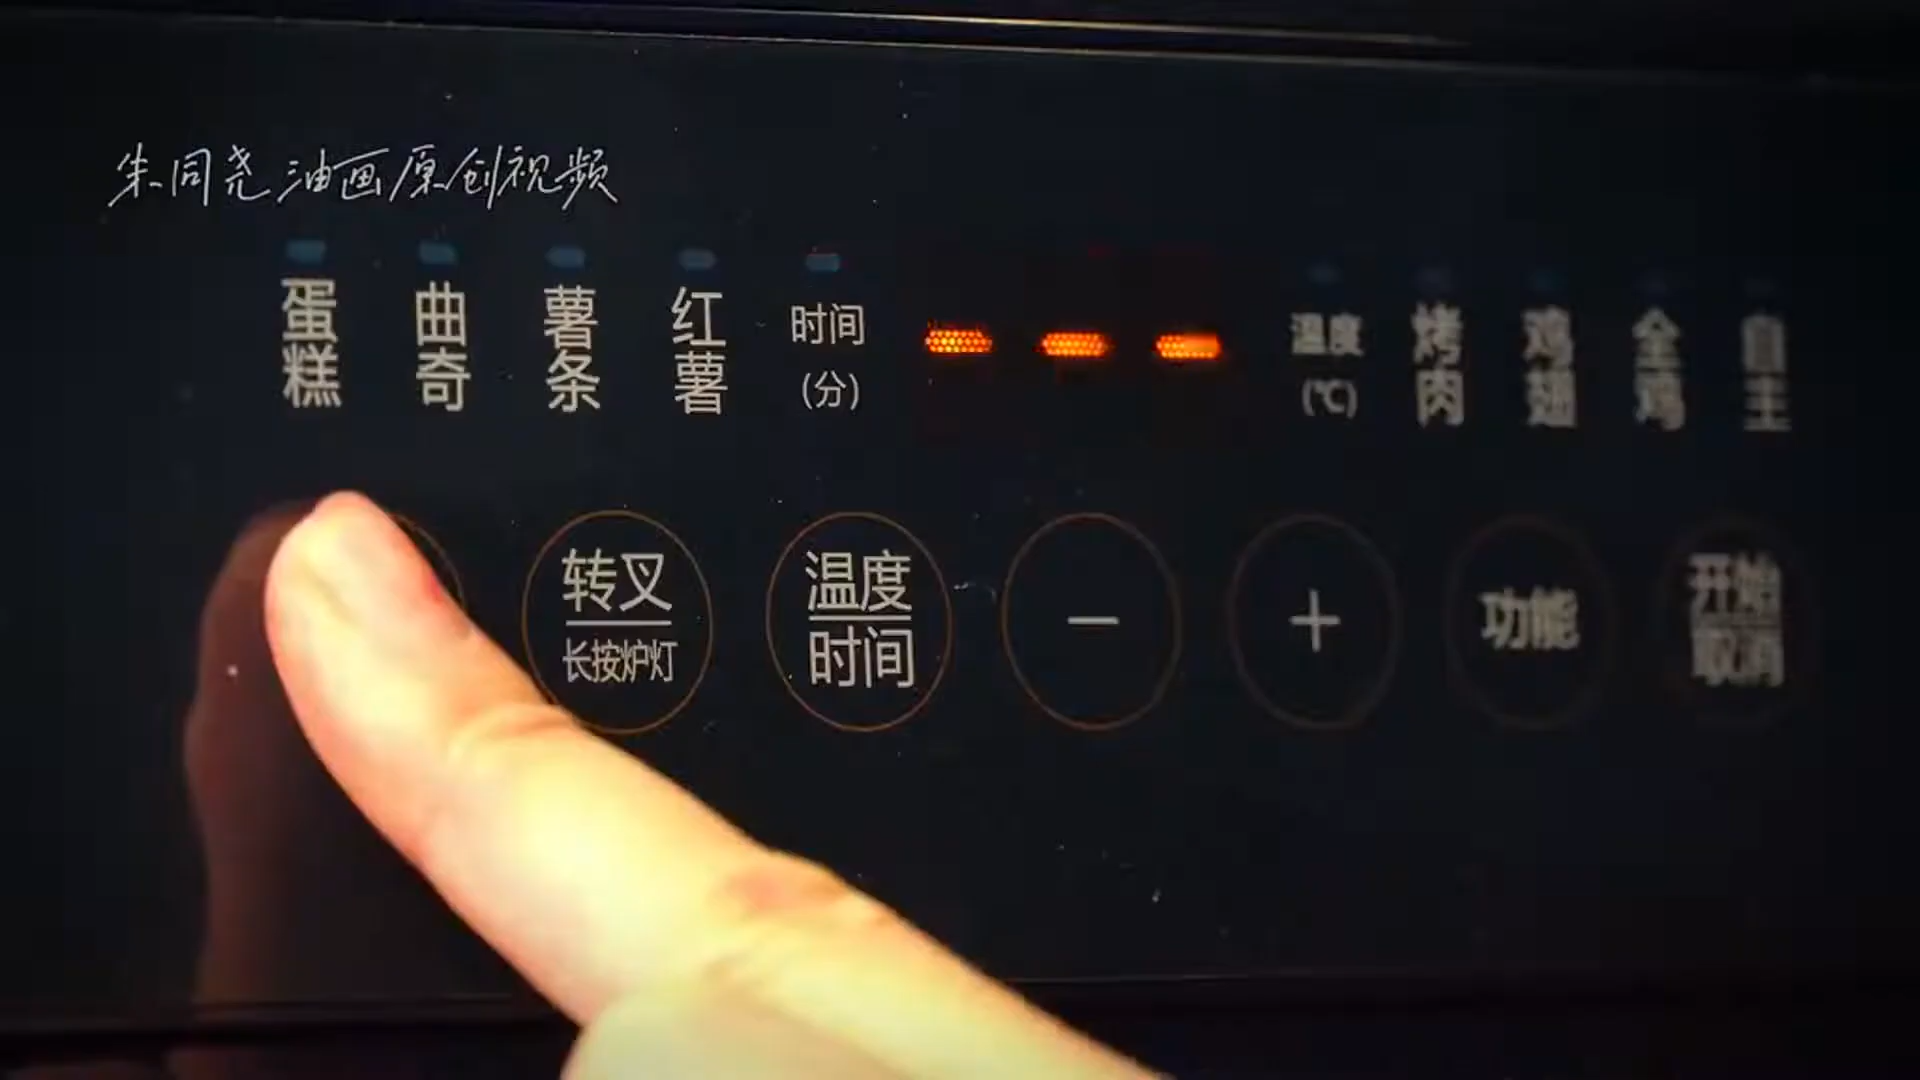 朱同尧油画原创视频
蛋糕
曲奇
薯条
红薯
时间
(分)
---
温度
(℃)
烤肉
鸡翅
全鸡
自主
转叉
长按炉灯
温度
时间
—
+
功能
开始
取消